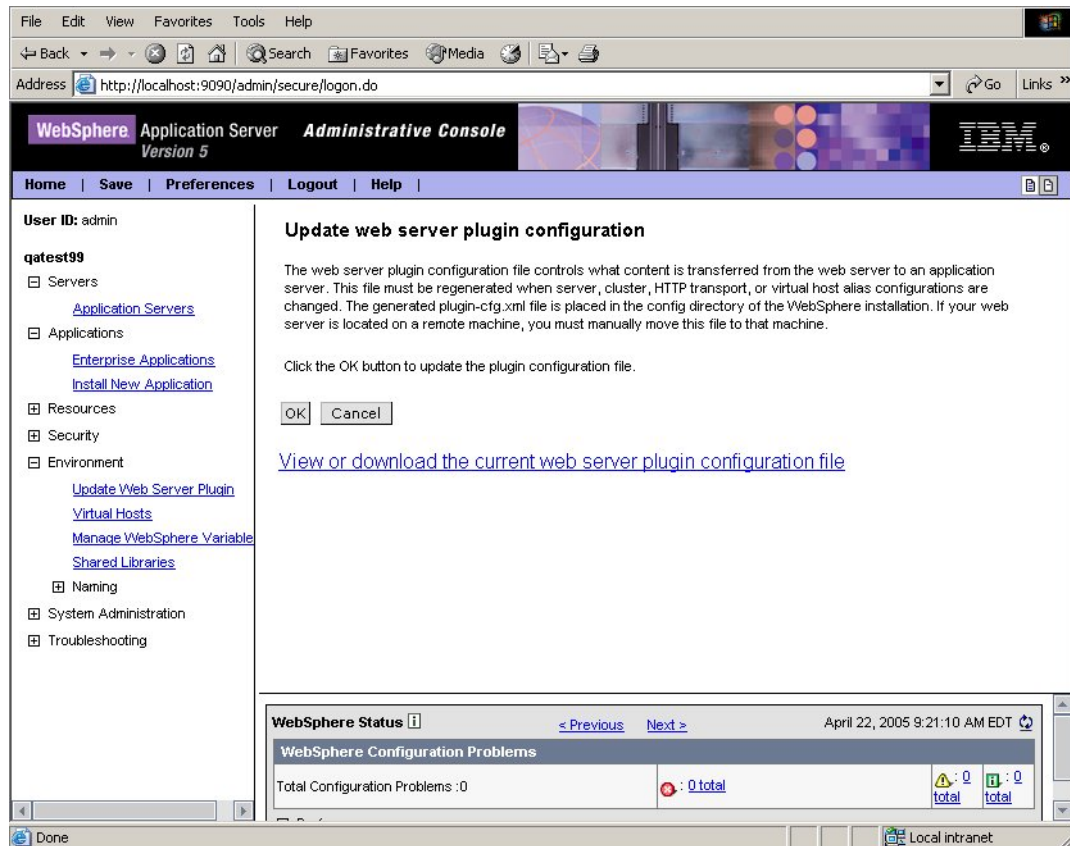 File Edit View Favorites Tools Help
Back Search Favorites Media
Address http://localhost:9090/admin/secure/logon.do Go Links »
WebSphere. Application Server Administrative Console
Version 5
IBM®
Home | Save | Preferences | Logout | Help |
User ID: admin
qatest99
Servers
Application Servers
Applications
Enterprise Applications
Install New Application
Resources
Security
Environment
Update Web Server Plugin
Virtual Hosts
Manage WebSphere Variable
Shared Libraries
Naming
System Administration
Troubleshooting
Update web server plugin configuration
The web server plugin configuration file controls what content is transferred from the web server to an application
server. This file must be regenerated when server, cluster, HTTP transport, or virtual host alias configurations are
changed. The generated plugin-cfg.xml file is placed in the config directory of the WebSphere installation. If your web
server is located on a remote machine, you must manually move this file to that machine.
Click the OK button to update the plugin configuration file.
OK Cancel
View or download the current web server plugin configuration file
WebSphere Status i < Previous Next > April 22, 2005 9:21:10 AM EDT
WebSphere Configuration Problems
Total Configuration Problems :0 : 0 total : 0 total : 0 total
Done Local intranet